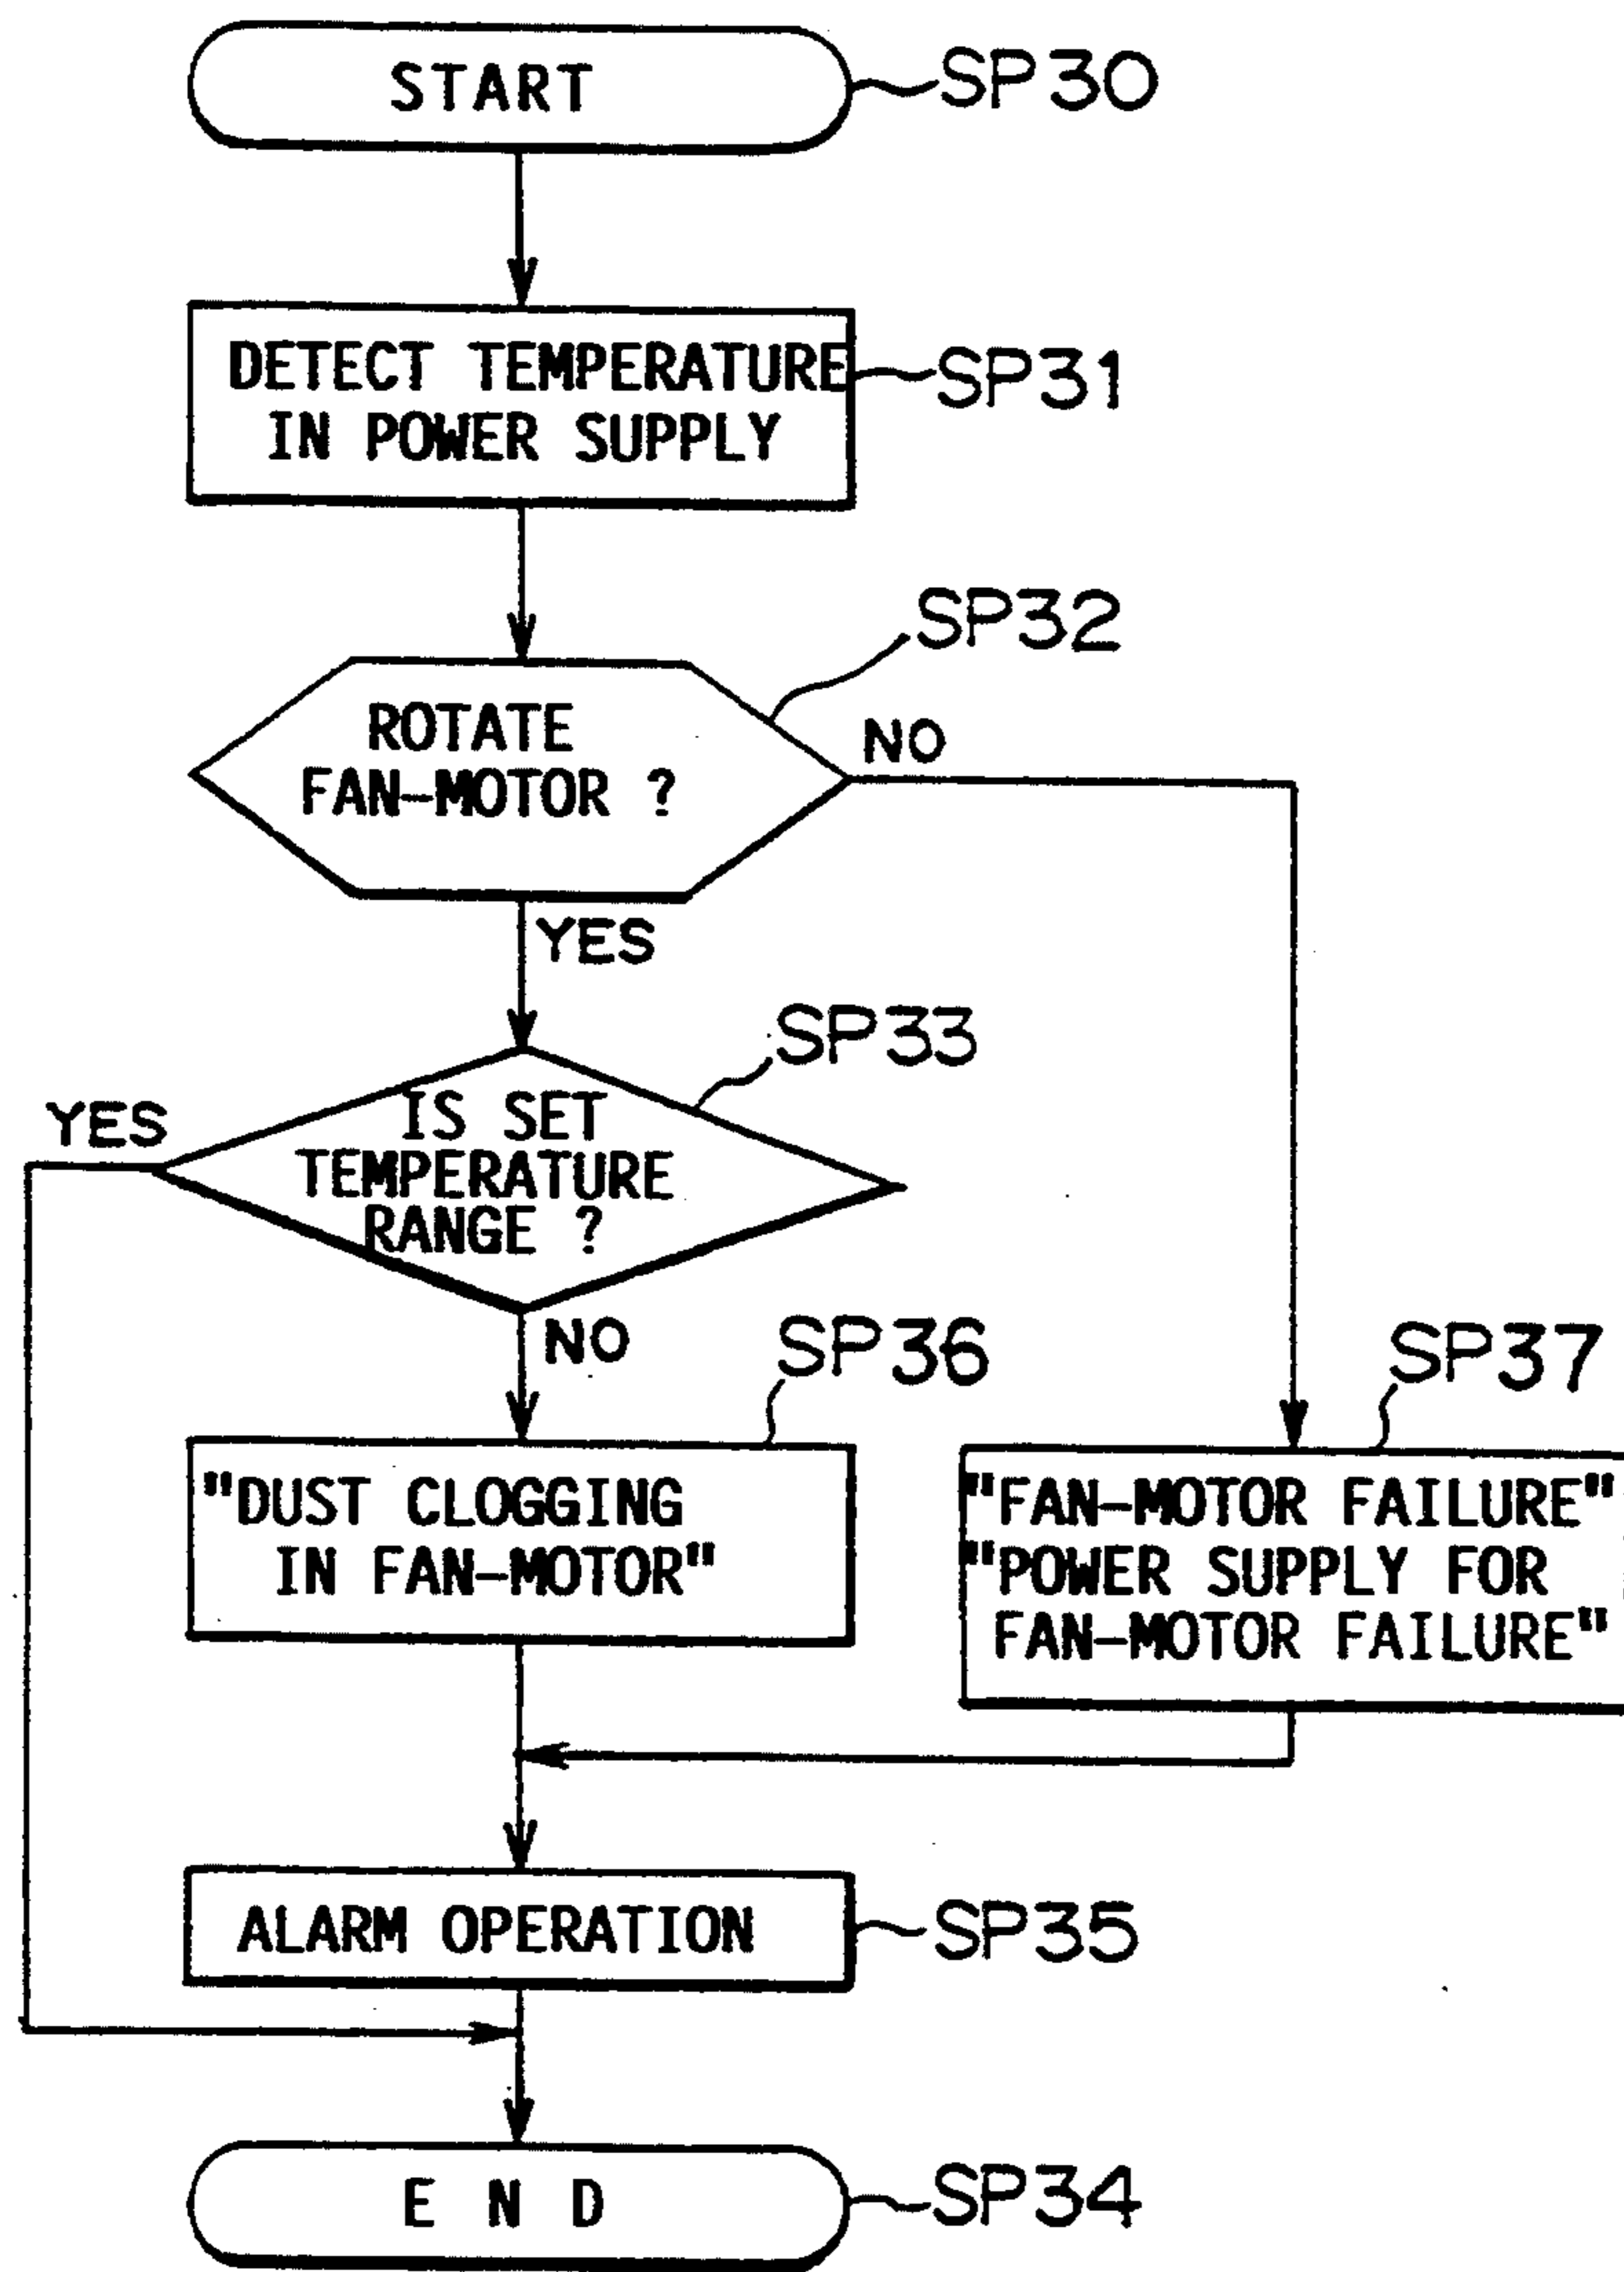 START
SP30
DETECT TEMPERATURE
IN POWER SUPPLY
SP31
SP32
ROTATE
FAN-MOTOR ?
NO
YES
SP33
YES
IS SET
TEMPERATURE
RANGE ?
NO
SP36
SP37
"DUST CLOGGING
IN FAN-MOTOR"
"FAN-MOTOR FAILURE"
"POWER SUPPLY FOR
FAN-MOTOR FAILURE"
ALARM OPERATION
SP35
E N D
SP34